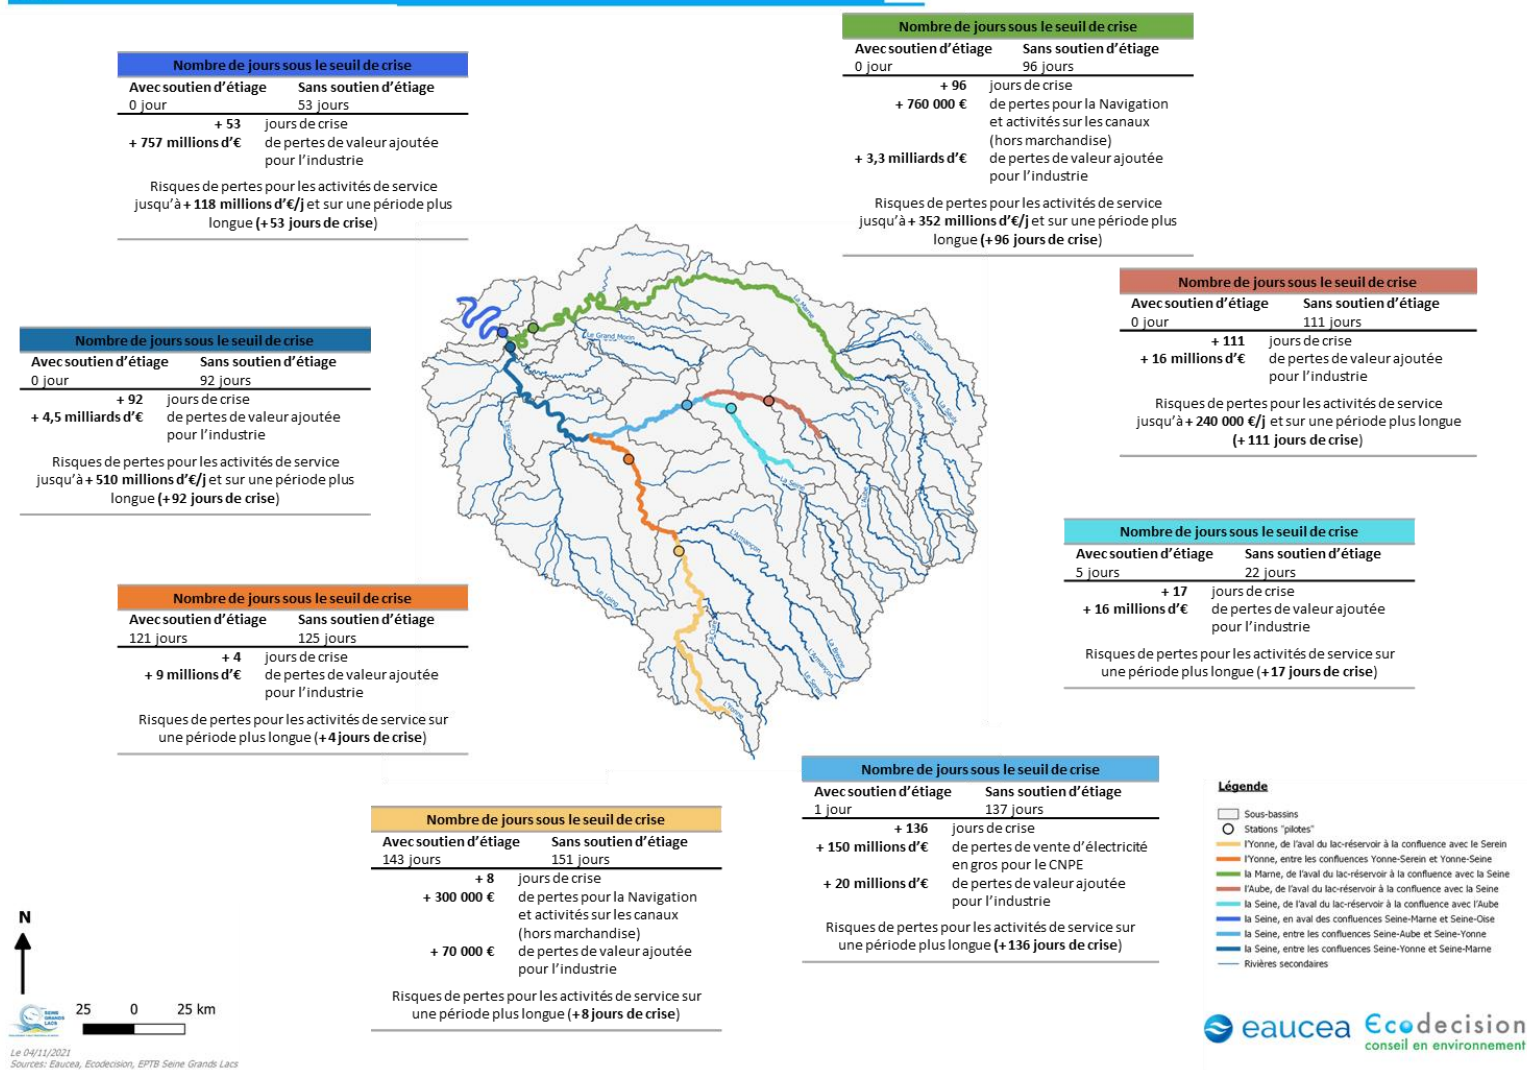 Nombre de jours sous le seuil de crise
Avec soutien d'étiage Sans soutien d'étiage
0 jour 53 jours
+ 53 jours de crise
+ 757 millions d'€ de pertes de valeur ajoutée
pour l'industrie
Risques de pertes pour les activités de service
jusqu'à + 118 millions d'€/j et sur une période plus
longue (+ 53 jours de crise)
Nombre de jours sous le seuil de crise
Avec soutien d'étiage Sans soutien d'étiage
0 jour 96 jours
+ 96 jours de crise
+ 760 000 € de pertes pour la Navigation
et activités sur les canaux
(hors marchandise)
+ 3,3 milliards d'€ de pertes de valeur ajoutée
pour l'industrie
Risques de pertes pour les activités de service
jusqu'à + 352 millions d'€/j et sur une période plus
longue (+ 96 jours de crise)
Nombre de jours sous le seuil de crise
Avec soutien d'étiage Sans soutien d'étiage
0 jour 111 jours
+ 111 jours de crise
+ 16 millions d'€ de pertes de valeur ajoutée
pour l'industrie
Risques de pertes pour les activités de service
jusqu'à + 240 000 €/j et sur une période plus longue
(+ 111 jours de crise)
Nombre de jours sous le seuil de crise
Avec soutien d'étiage Sans soutien d'étiage
0 jour 92 jours
+ 92 jours de crise
+ 4,5 milliards d'€ de pertes de valeur ajoutée
pour l'industrie
Risques de pertes pour les activités de service
jusqu'à + 510 millions d'€/j et sur une période plus
longue (+ 92 jours de crise)
La Marne
Le Grand Morin
L'Ornain
La Marne
La Saulx
L'Essonne
La Seine
L'Aube
L'Armançon
Le Loing
La Cure
La Brenne
L'Armançon
Le Serein
L'Yonne
Nombre de jours sous le seuil de crise
Avec soutien d'étiage Sans soutien d'étiage
5 jours 22 jours
+ 17 jours de crise
+ 16 millions d'€ de pertes de valeur ajoutée
pour l'industrie
Risques de pertes pour les activités de service sur
une période plus longue (+ 17 jours de crise)
Nombre de jours sous le seuil de crise
Avec soutien d'étiage Sans soutien d'étiage
121 jours 125 jours
+ 4 jours de crise
+ 9 millions d'€ de pertes de valeur ajoutée
pour l'industrie
Risques de pertes pour les activités de service sur
une période plus longue (+ 4 jours de crise)
Nombre de jours sous le seuil de crise
Avec soutien d'étiage Sans soutien d'étiage
1 jour 137 jours
+ 136 jours de crise
+ 150 millions d'€ de pertes de vente d'électricité
en gros pour le CNPE
+ 20 millions d'€ de pertes de valeur ajoutée
pour l'industrie
Risques de pertes pour les activités de service sur
une période plus longue (+ 136 jours de crise)
Nombre de jours sous le seuil de crise
Avec soutien d'étiage Sans soutien d'étiage
143 jours 151 jours
+ 8 jours de crise
+ 300 000 € de pertes pour la Navigation
et activités sur les canaux
(hors marchandise)
+ 70 000 € de pertes de valeur ajoutée
pour l'industrie
Risques de pertes pour les activités de service sur
une période plus longue (+ 8 jours de crise)
Légende
Sous-bassins
Stations "pilotes"
l'Yonne, de l'aval du lac-réservoir à la confluence avec le Serein
l'Yonne, entre les confluences Yonne-Serein et Yonne-Seine
la Marne, de l'aval du lac-réservoir à la confluence avec la Seine
l'Aube, de l'aval du lac-réservoir à la confluence avec la Seine
la Seine, de l'aval du lac-réservoir à la confluence avec l'Aube
la Seine, en aval des confluences Seine-Marne et Seine-Oise
la Seine, entre les confluences Seine-Aube et Seine-Yonne
la Seine, entre les confluences Seine-Yonne et Seine-Marne
Rivières secondaires
N
SEINE
GRANDS
LACS
25 0 25 km
Le 04/11/2021
Sources: Eaucea, Ecodecision, EPTB Seine Grands Lacs
eaucea
Ecodecision
conseil en environnement